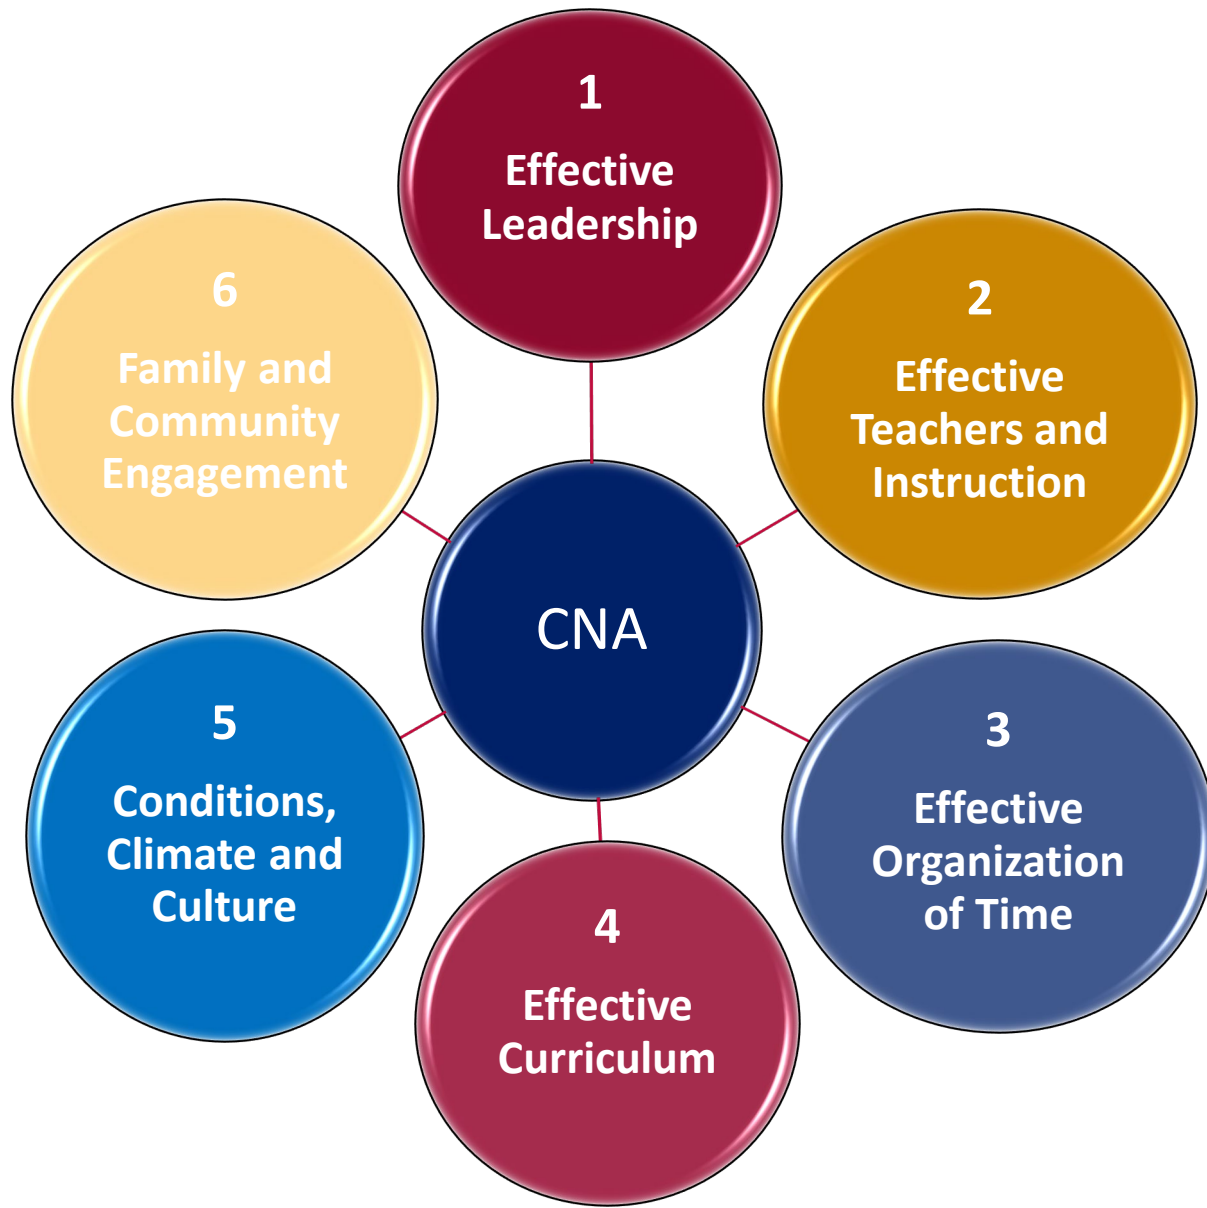 1
Effective
Leadership
2
Effective
Teachers and
Instruction
3
Effective
Organization
of Time
4
Effective
Curriculum
5
Conditions,
Climate and
Culture
6
Family and
Community
Engagement
CNA